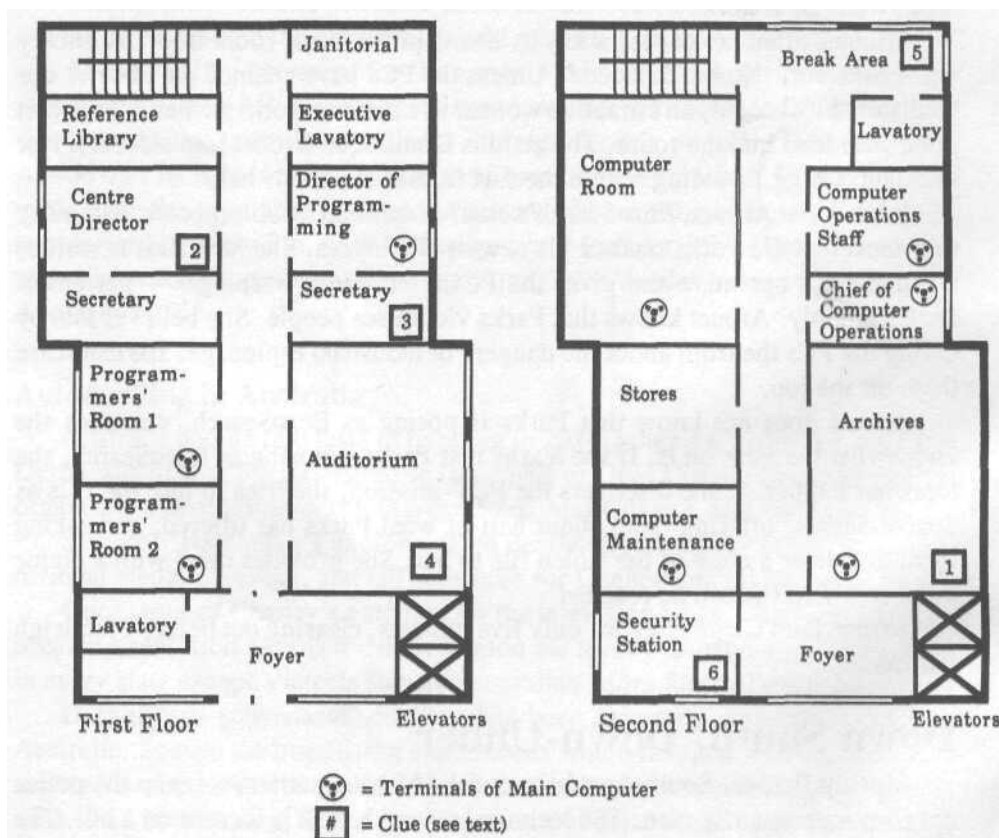 Janitorial
Reference
Library
Executive
Lavatory
Centre
Director
2
Director of
Program-
ming
Secretary
Secretary
3
Program-
mers'
Room 1
Auditorium
Program-
mers'
Room 2
4
Lavatory
Foyer
First Floor
Elevators
Break Area
5
Lavatory
Computer
Room
Computer
Operations
Staff
Chief of
Computer
Operations
Stores
Archives
Computer
Maintenance
1
Security
Station
6
Foyer
Second Floor
Elevators
= Terminals of Main Computer
# = Clue (see text)